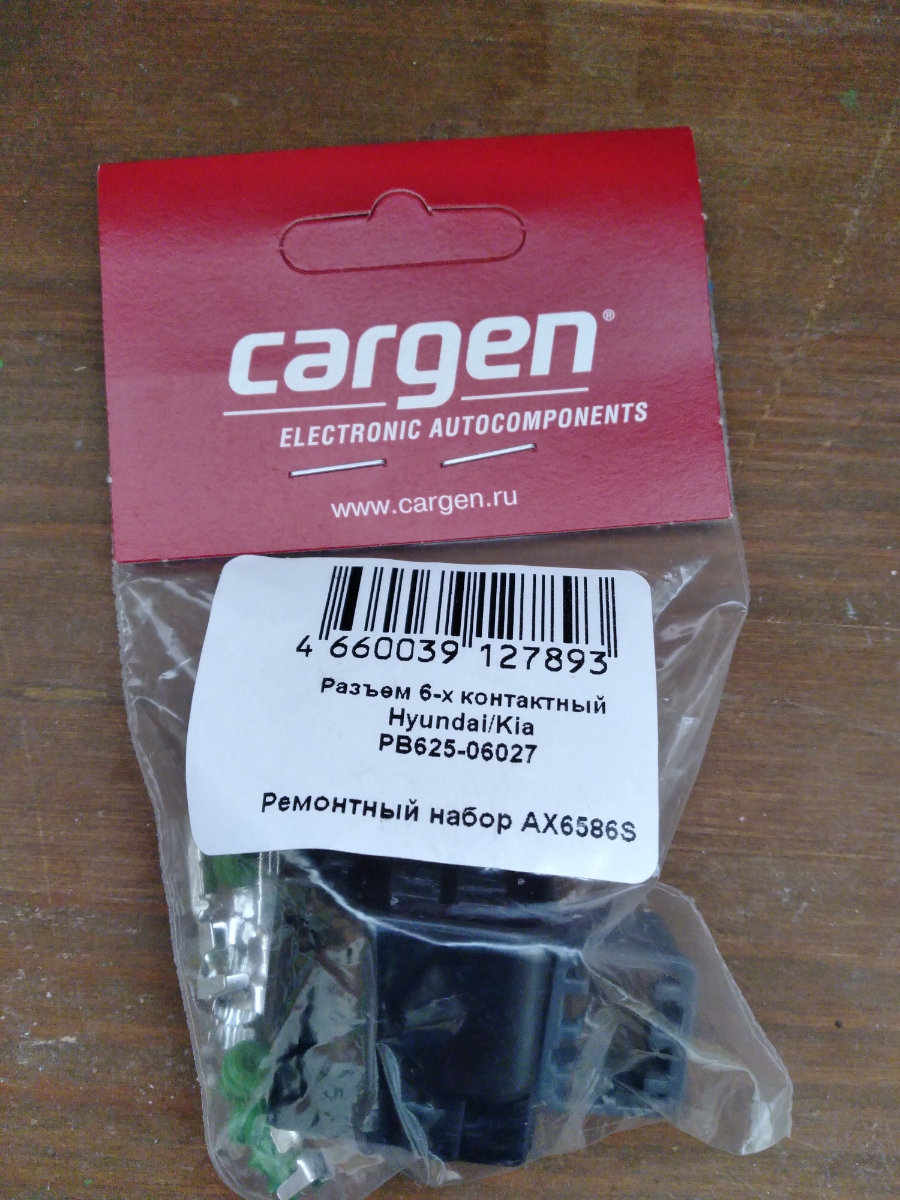 cargen®
ELECTRONIC AUTOCOMPONENTS
www.cargen.ru
4 660039 127893
Разъем 6-х контактный
Hyundai/Kia
PB625-06027
Ремонтный набор AX6586S